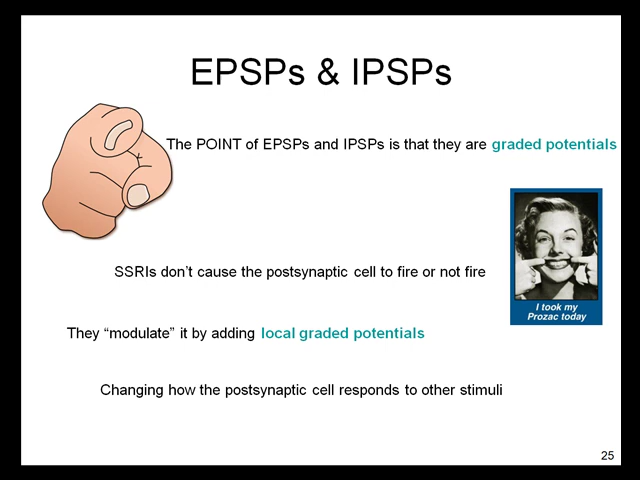 EPSPs & IPSPs
The POINT of EPSPs and IPSPs is that they are graded potentials
SSRIs don’t cause the postsynaptic cell to fire or not fire
I took my
Prozac today
They “modulate” it by adding local graded potentials
Changing how the postsynaptic cell responds to other stimuli
25